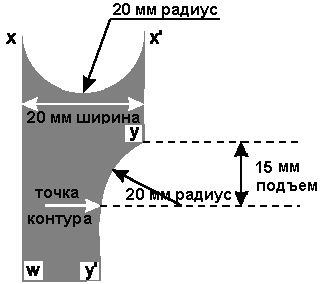 20 мм радиус
x x'
20 мм ширина
y
15 мм
подъем
точка
контура
20 мм радиус
w y'